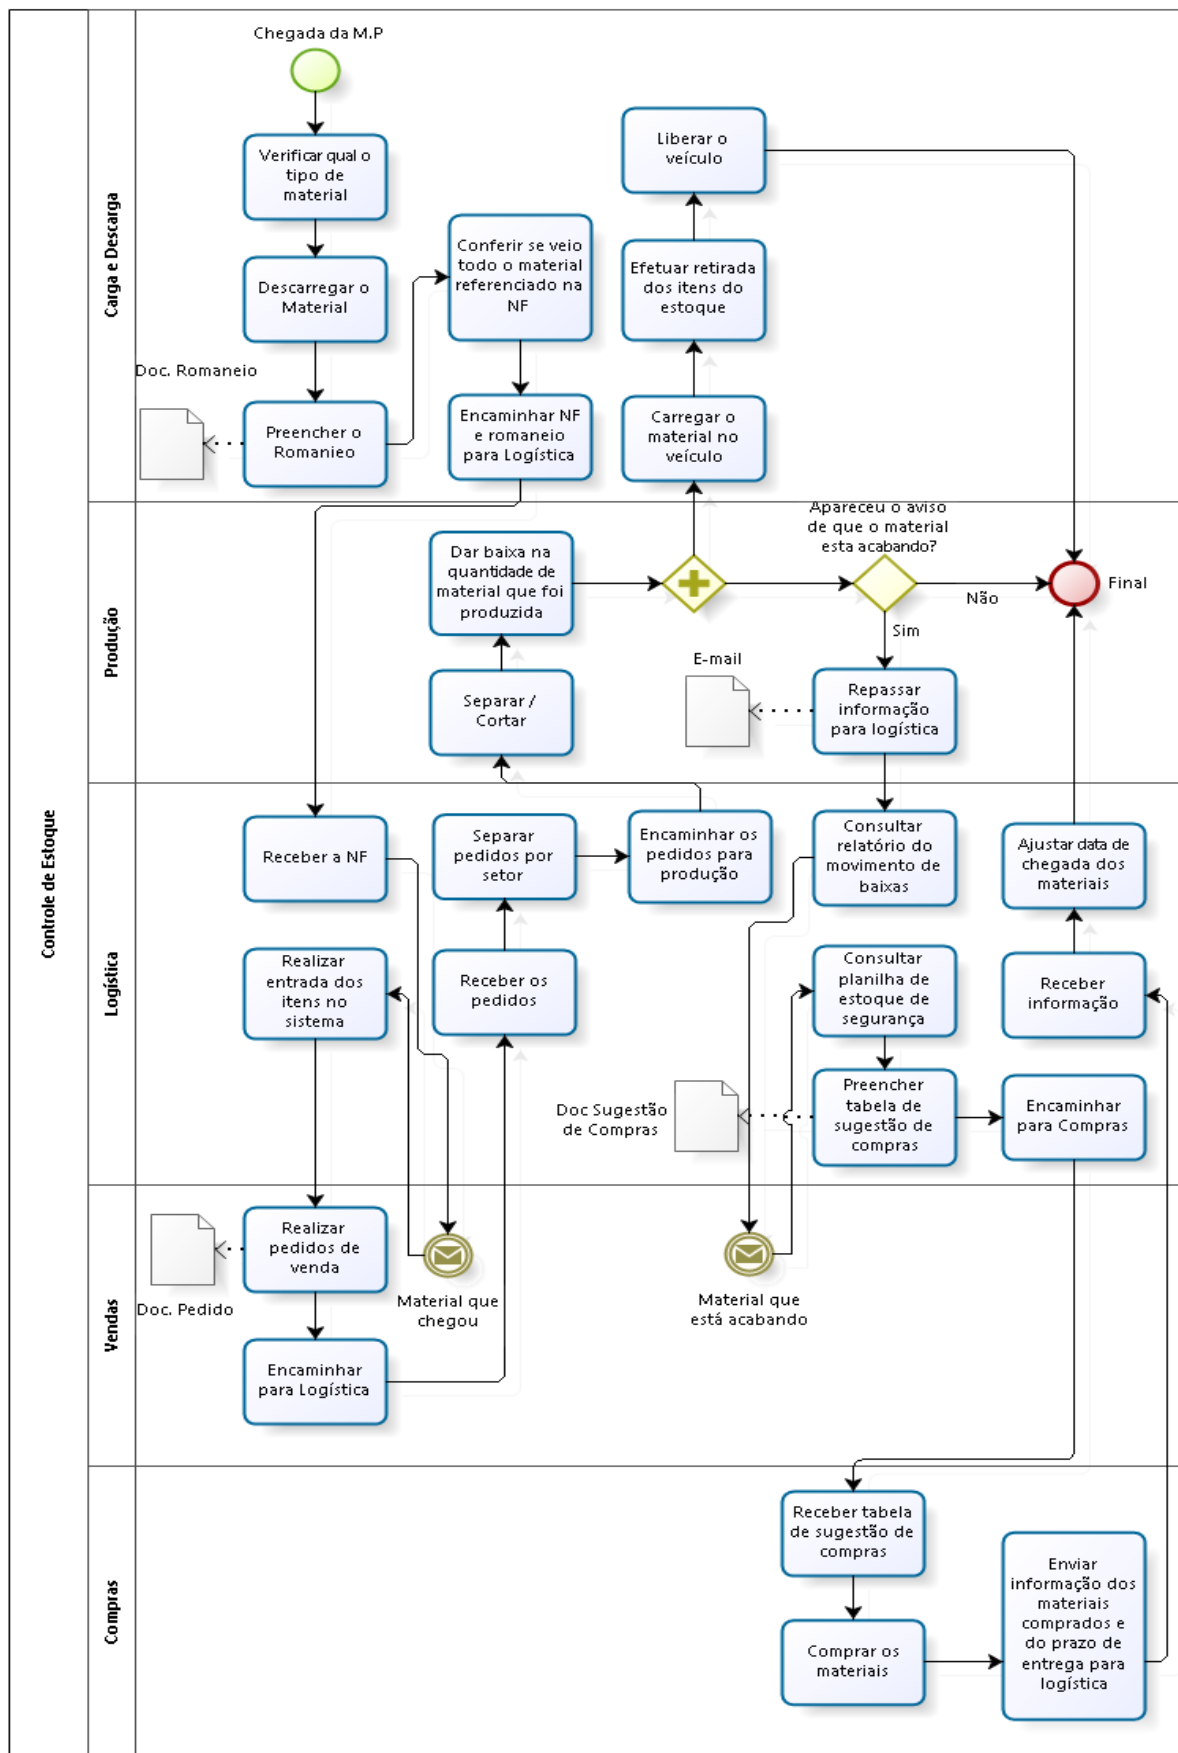 Controle de Estoque
Carga e Descarga
Chegada da M.P
Verificar qual o
tipo de
material
Descarregar o
Material
Doc. Romaneio
Preencher o
Romanieo
Conferir se veio
todo o material
referenciado na
NF
Encaminhar NF
e romaneio
para Logística
Liberar o
veículo
Efetuar retirada
dos itens do
estoque
Carregar o
material no
veículo
Produção
Dar baixa na
quantidade de
material que foi
produzida
Separar /
Cortar
Apareceu o aviso
de que o material
esta acabando?
Não
Final
Sim
E-mail
Repassar
informação
para logística
Logística
Receber a NF
Separar
pedidos por
setor
Encaminhar os
pedidos para
produção
Consultar
relatório do
movimento de
baixas
Ajustar data de
chegada dos
materiais
Realizar
entrada dos
itens no
sistema
Receber os
pedidos
Consultar
planilha de
estoque de
segurança
Receber
informação
Doc Sugestão
de Compras
Preencher
tabela de
sugestão de
compras
Encaminhar
para Compras
Vendas
Realizar
pedidos de
venda
Doc. Pedido
Material que
chegou
Material que
está acabando
Encaminhar
para Logística
Compras
Receber tabela
de sugestão de
compras
Comprar os
materiais
Enviar
informação dos
materiais
comprados e
do prazo de
entrega para
logística